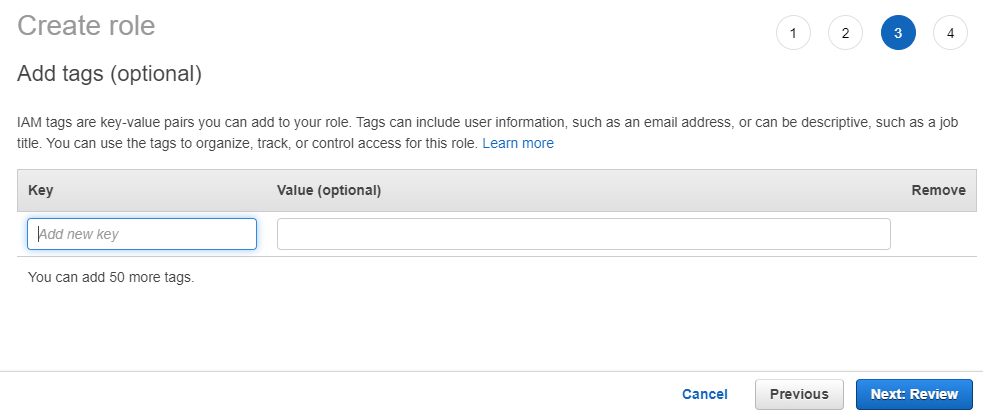 Create role
1 2 3 4
Add tags (optional)
IAM tags are key-value pairs you can add to your role. Tags can include user information, such as an email address, or can be descriptive, such as a job
title. You can use the tags to organize, track, or control access for this role. Learn more
Key Value (optional) Remove
Add new key
You can add 50 more tags.
Cancel Previous Next: Review